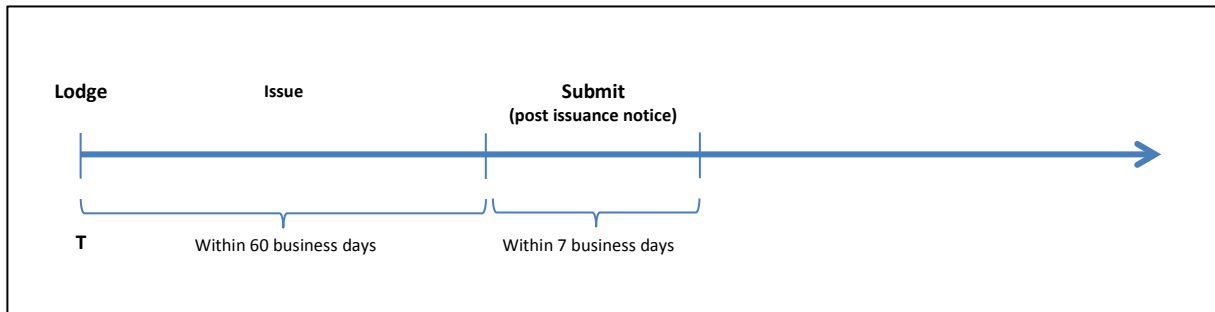 Lodge
Issue
Submit
(post issuance notice)
T
Within 60 business days
Within 7 business days